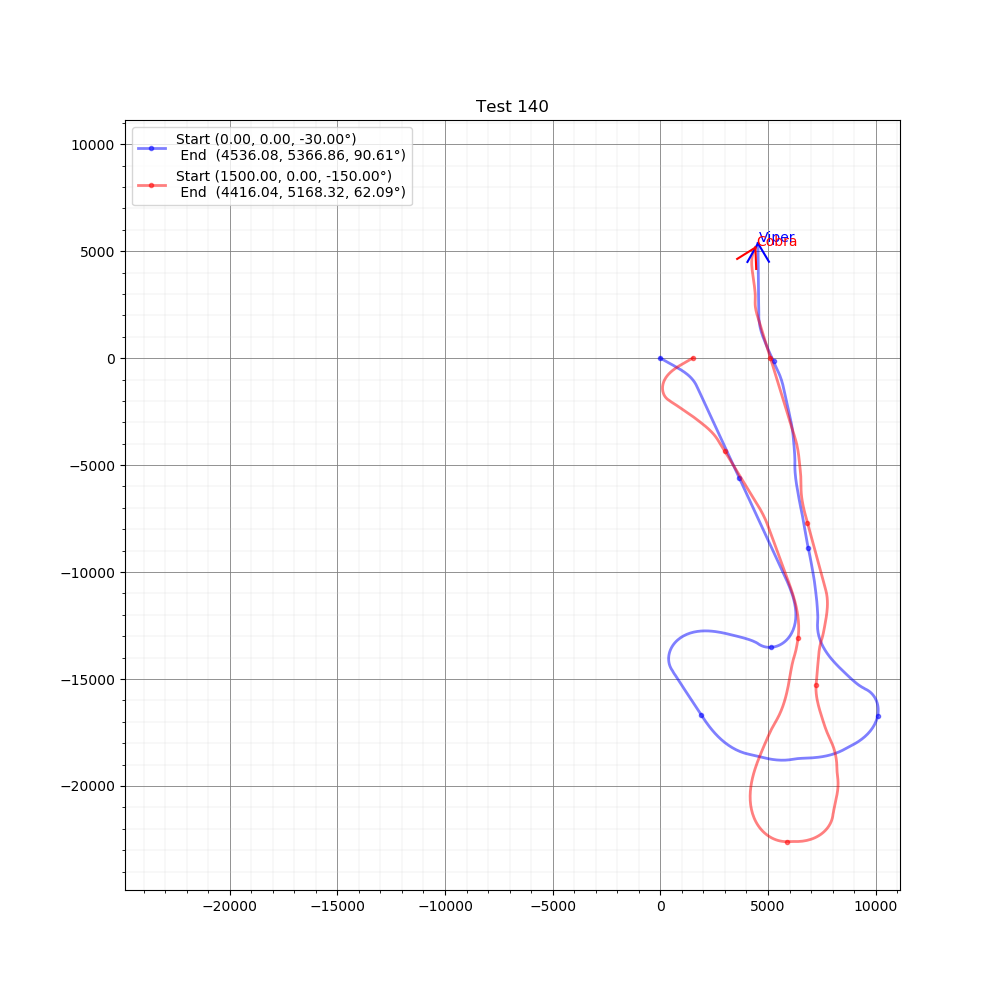 Test 140
Start (0.00, 0.00, -30.00°)
End (4536.08, 5366.86, 90.61°)
Start (1500.00, 0.00, -150.00°)
End (4416.04, 5168.32, 62.09°)
Viper
Cobra
10000
5000
0
−5000
−10000
−15000
−20000
−20000 −15000 −10000 −5000 0 5000 10000